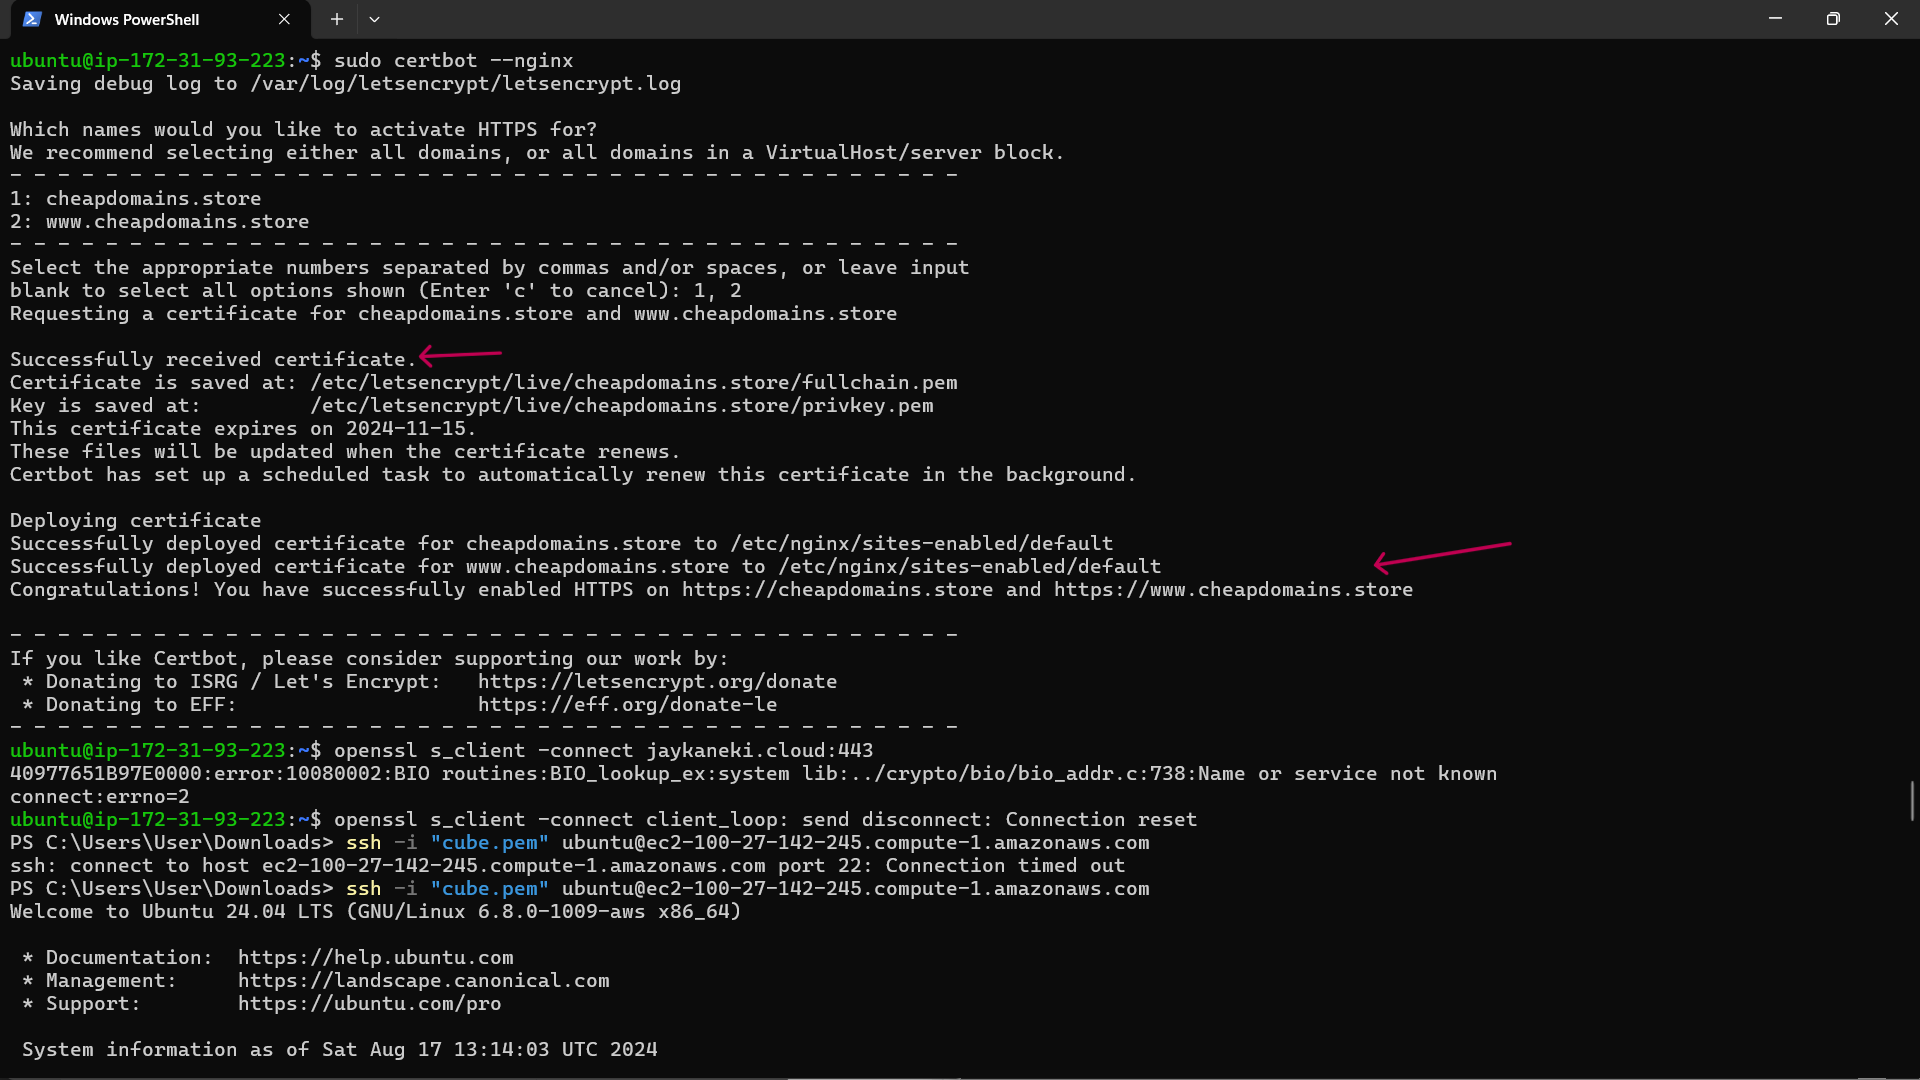 Windows PowerShell
ubuntu@ip-172-31-93-223:~$ sudo certbot --nginx
Saving debug log to /var/log/letsencrypt/letsencrypt.log
Which names would you like to activate HTTPS for?
We recommend selecting either all domains, or all domains in a VirtualHost/server block.
- - - - - - - - - - - - - - - - - - - - - - - - - - - - - - - - - - - - - - - -
1: cheapdomains.store
2: www.cheapdomains.store
- - - - - - - - - - - - - - - - - - - - - - - - - - - - - - - - - - - - - - - -
Select the appropriate numbers separated by commas and/or spaces, or leave input
blank to select all options shown (Enter 'c' to cancel): 1, 2
Requesting a certificate for cheapdomains.store and www.cheapdomains.store
Successfully received certificate.
Certificate is saved at: /etc/letsencrypt/live/cheapdomains.store/fullchain.pem
Key is saved at:         /etc/letsencrypt/live/cheapdomains.store/privkey.pem
This certificate expires on 2024-11-15.
These files will be updated when the certificate renews.
Certbot has set up a scheduled task to automatically renew this certificate in the background.
Deploying certificate
Successfully deployed certificate for cheapdomains.store to /etc/nginx/sites-enabled/default
Successfully deployed certificate for www.cheapdomains.store to /etc/nginx/sites-enabled/default
Congratulations! You have successfully enabled HTTPS on https://cheapdomains.store and https://www.cheapdomains.store
- - - - - - - - - - - - - - - - - - - - - - - - - - - - - - - - - - - - - - - -
If you like Certbot, please consider supporting our work by:
 * Donating to ISRG / Let's Encrypt:   https://letsencrypt.org/donate
 * Donating to EFF:                    https://eff.org/donate-le
- - - - - - - - - - - - - - - - - - - - - - - - - - - - - - - - - - - - - - - -
ubuntu@ip-172-31-93-223:~$ openssl s_client -connect jaykaneki.cloud:443
40977651B97E0000:error:10080002:BIO routines:BIO_lookup_ex:system lib:../crypto/bio/bio_addr.c:738:Name or service not known
connect:errno=2
ubuntu@ip-172-31-93-223:~$ openssl s_client -connect client_loop: send disconnect: Connection reset
PS C:\Users\User\Downloads> ssh -i "cube.pem" ubuntu@ec2-100-27-142-245.compute-1.amazonaws.com
ssh: connect to host ec2-100-27-142-245.compute-1.amazonaws.com port 22: Connection timed out
PS C:\Users\User\Downloads> ssh -i "cube.pem" ubuntu@ec2-100-27-142-245.compute-1.amazonaws.com
Welcome to Ubuntu 24.04 LTS (GNU/Linux 6.8.0-1009-aws x86_64)
 * Documentation:  https://help.ubuntu.com
 * Management:     https://landscape.canonical.com
 * Support:        https://ubuntu.com/pro
 System information as of Sat Aug 17 13:14:03 UTC 2024